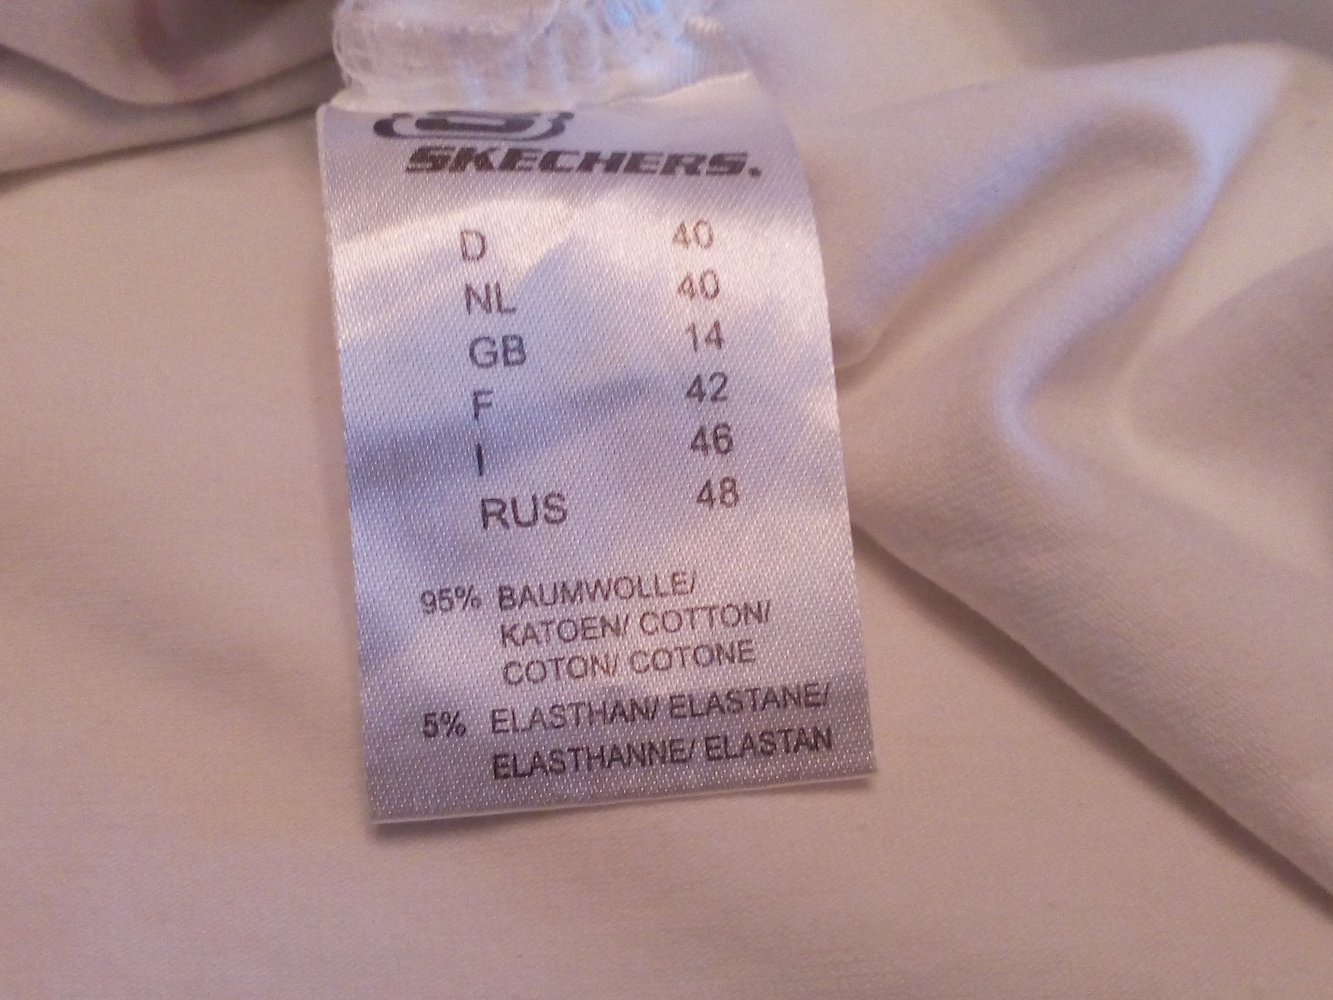 SKECHERS.
D 40
NL 40
GB 14
F 42
I 46
RUS 48
95% BAUMWOLLE/
KATOEN/ COTTON/
COTON/ COTONE
5% ELASTHAN/ ELASTANE/
ELASTHANNE/ ELASTAN